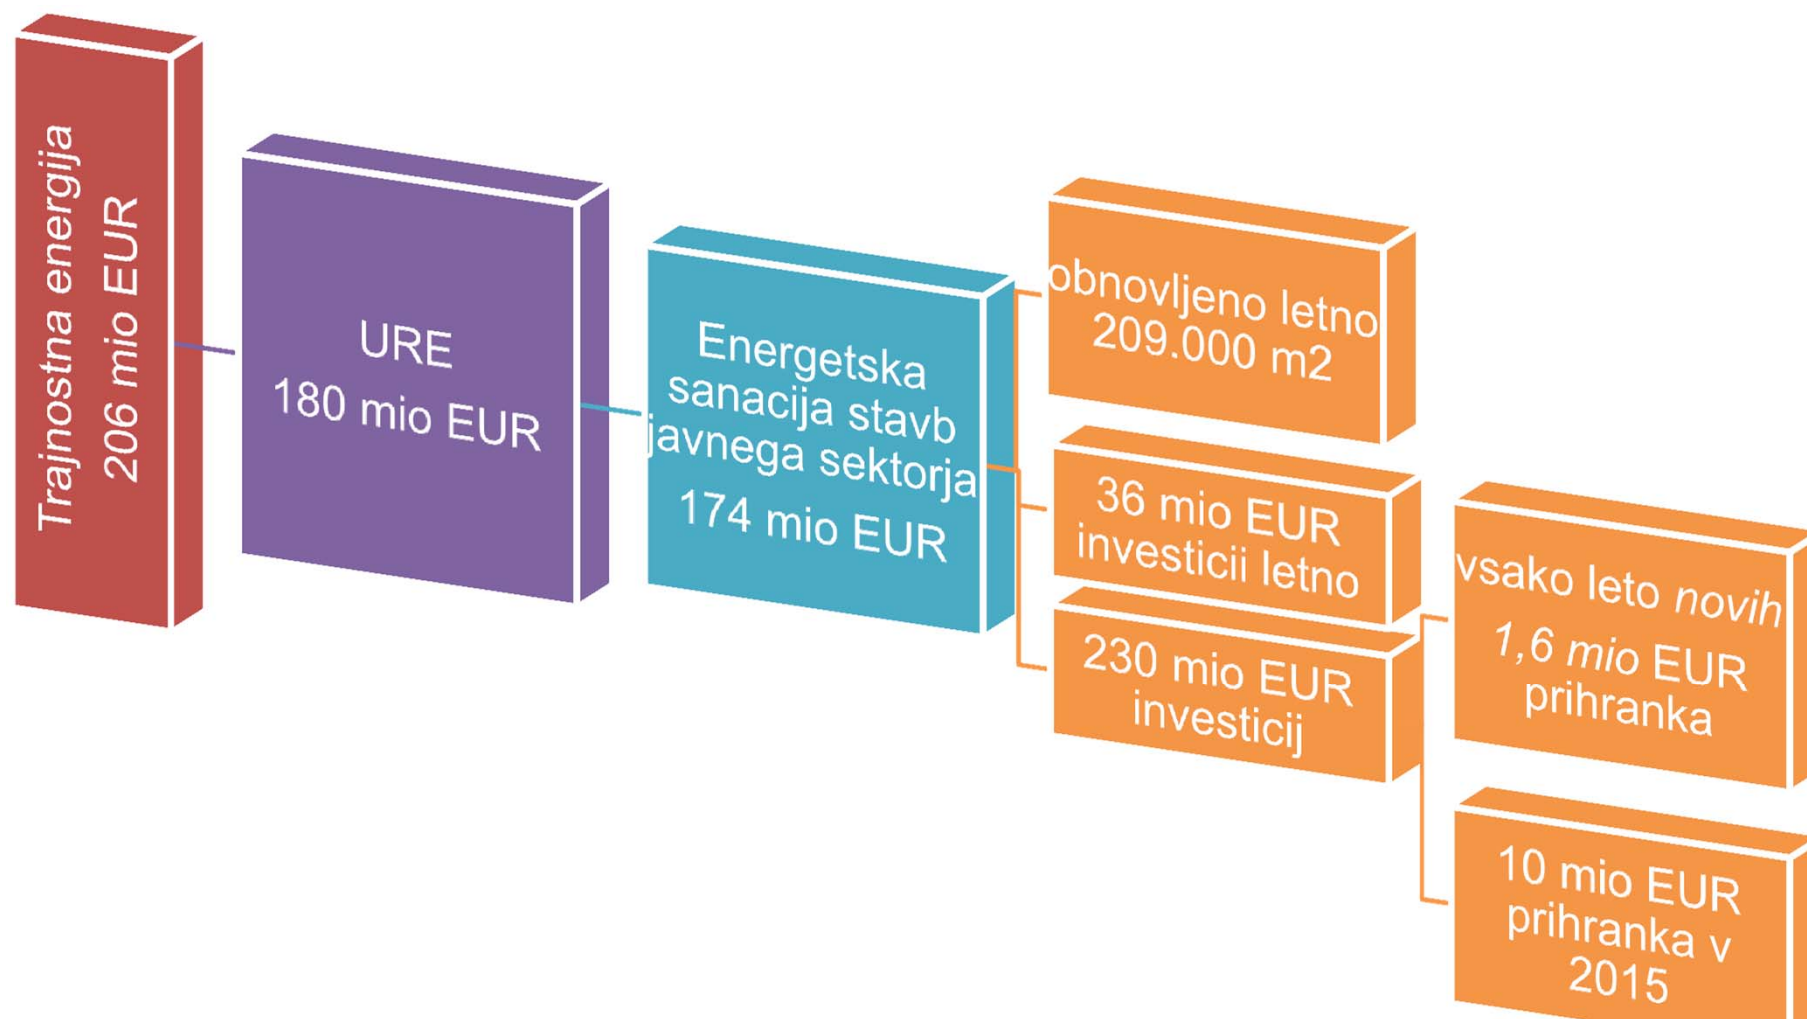 Trajnostna energija
206 mio EUR
URE
180 mio EUR
Energetska
sanacija stavb
javnega sektorja
174 mio EUR
obnovljeno letno
209.000 m2
36 mio EUR
investicii letno
230 mio EUR
investicij
vsako leto novih
1,6 mio EUR
prihranka
10 mio EUR
prihranka v
2015